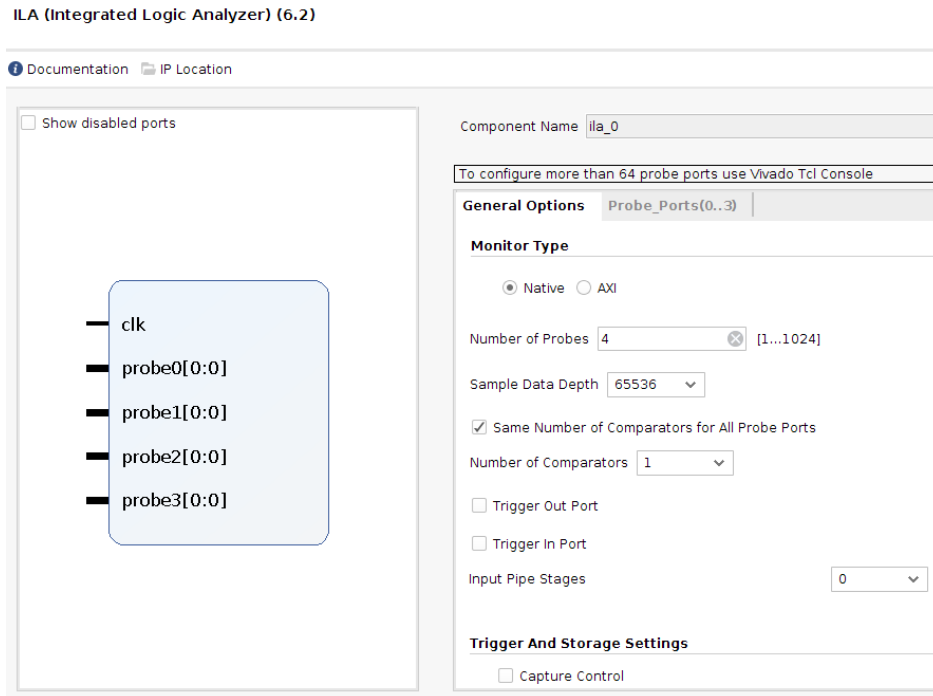 ILA (Integrated Logic Analyzer) (6.2)
Documentation IP Location
Show disabled ports
clk
probe0[0:0]
probe1[0:0]
probe2[0:0]
probe3[0:0]
Component Name ila_0
To configure more than 64 probe ports use Vivado Tcl Console
General Options Probe_Ports(0..3)
Monitor Type
Native AXI
Number of Probes 4 [1...1024]
Sample Data Depth 65536
Same Number of Comparators for All Probe Ports
Number of Comparators 1
Trigger Out Port
Trigger In Port
Input Pipe Stages 0
Trigger And Storage Settings
Capture Control